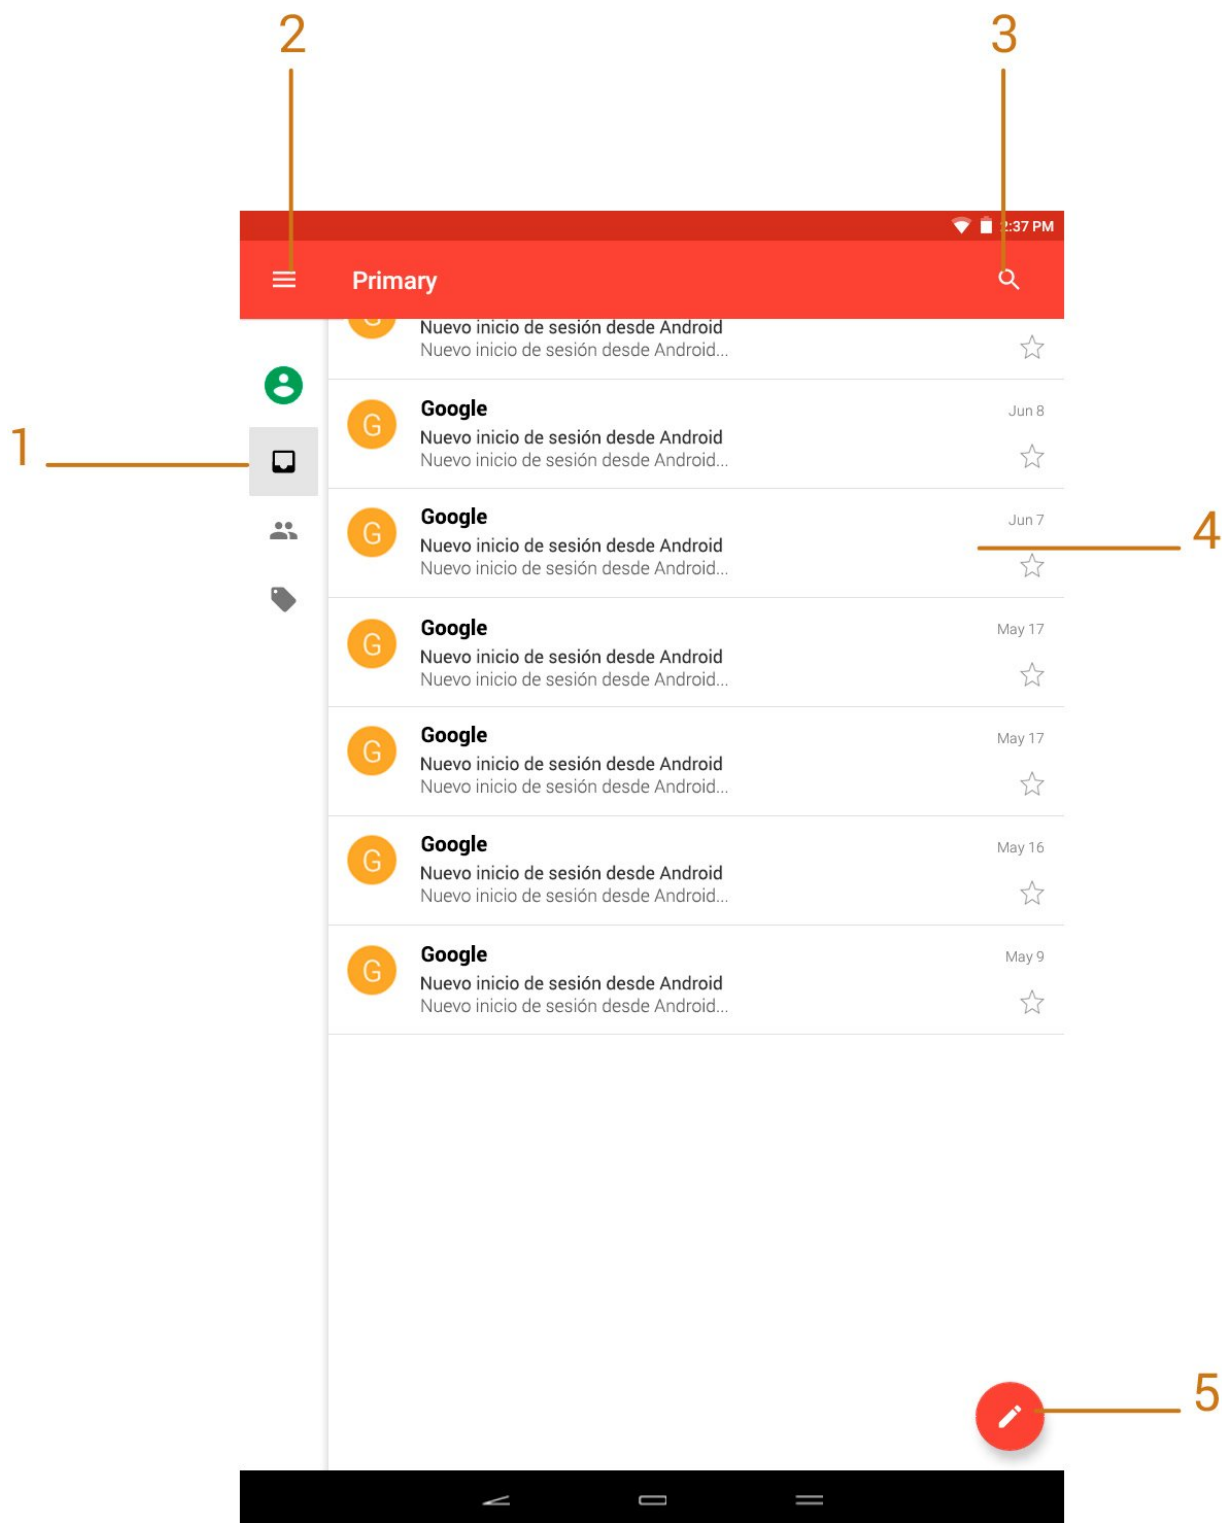 2
3
2:37 PM
Primary
Nuevo inicio de sesión desde Android
Nuevo inicio de sesión desde Android...
G
Google
Jun 8
Nuevo inicio de sesión desde Android
Nuevo inicio de sesión desde Android...
1
G
Google
Jun 7
Nuevo inicio de sesión desde Android
Nuevo inicio de sesión desde Android...
4
G
Google
May 17
Nuevo inicio de sesión desde Android
Nuevo inicio de sesión desde Android...
G
Google
May 17
Nuevo inicio de sesión desde Android
Nuevo inicio de sesión desde Android...
G
Google
May 16
Nuevo inicio de sesión desde Android
Nuevo inicio de sesión desde Android...
G
Google
May 9
Nuevo inicio de sesión desde Android
Nuevo inicio de sesión desde Android...
5